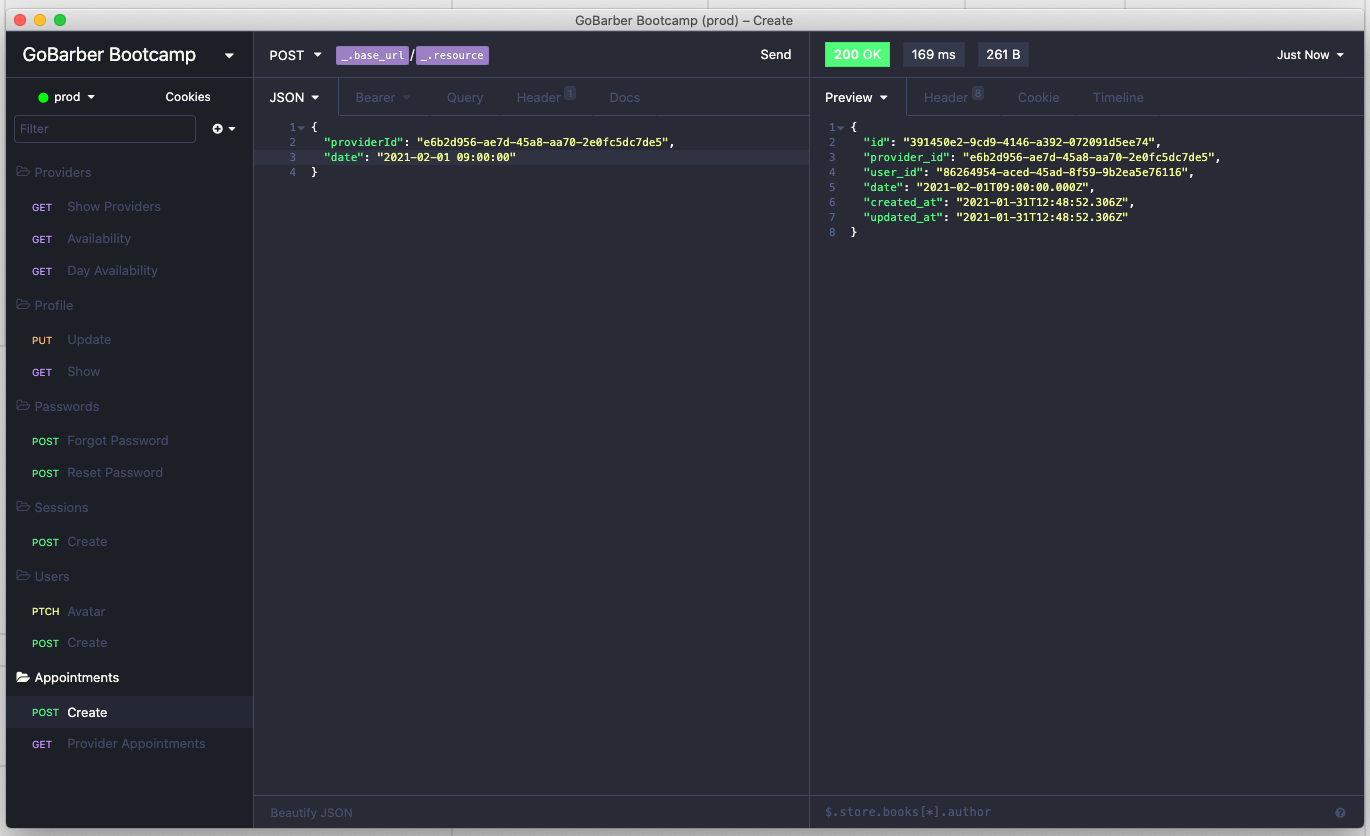 GoBarber Bootcamp (prod) – Create
GoBarber Bootcamp
prod
Cookies
Filter
Providers
GET Show Providers
GET Availability
GET Day Availability
Profile
PUT Update
GET Show
Passwords
POST Forgot Password
POST Reset Password
Sessions
POST Create
Users
PTCH Avatar
POST Create
Appointments
POST Create
GET Provider Appointments
POST _.base_url/_.resource Send
JSON Bearer Query Header 1 Docs
1 {
2 "providerId": "e6b2d956-ae7d-45a8-aa70-2e0fc5dc7de5",
3 "date": "2021-02-01 09:00:00"
4 }
Beautify JSON
200 OK 169 ms 261 B Just Now
Preview Header 8 Cookie Timeline
1 {
2 "id": "391450e2-9cd9-4146-a392-072091d5ee74",
3 "provider_id": "e6b2d956-ae7d-45a8-aa70-2e0fc5dc7de5",
4 "user_id": "86264954-aced-45ad-8f59-9b2ea5e76116",
5 "date": "2021-02-01T09:00:00.000Z",
6 "created_at": "2021-01-31T12:48:52.306Z",
7 "updated_at": "2021-01-31T12:48:52.306Z"
8 }
$.store.books[*].author